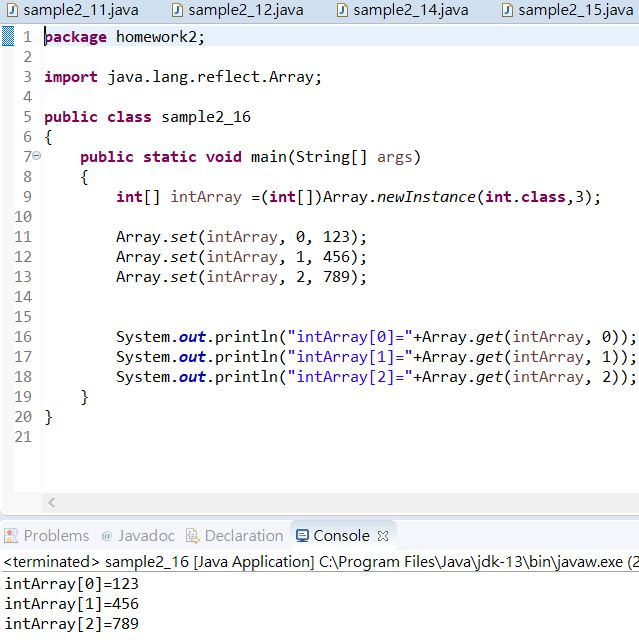 sample2_11.java sample2_12.java sample2_14.java sample2_15.java
1 package homework2;
2
3 import java.lang.reflect.Array;
4
5 public class sample2_16
6 {
7 public static void main(String[] args)
8 {
9 int[] intArray =(int[])Array.newInstance(int.class,3);
10
11 Array.set(intArray, 0, 123);
12 Array.set(intArray, 1, 456);
13 Array.set(intArray, 2, 789);
14
15
16 System.out.println("intArray[0]="+Array.get(intArray, 0));
17 System.out.println("intArray[1]="+Array.get(intArray, 1));
18 System.out.println("intArray[2]="+Array.get(intArray, 2));
19 }
20 }
21
Problems @ Javadoc Declaration Console
<terminated> sample2_16 [Java Application] C:\Program Files\Java\jdk-13\bin\javaw.exe (2
intArray[0]=123
intArray[1]=456
intArray[2]=789